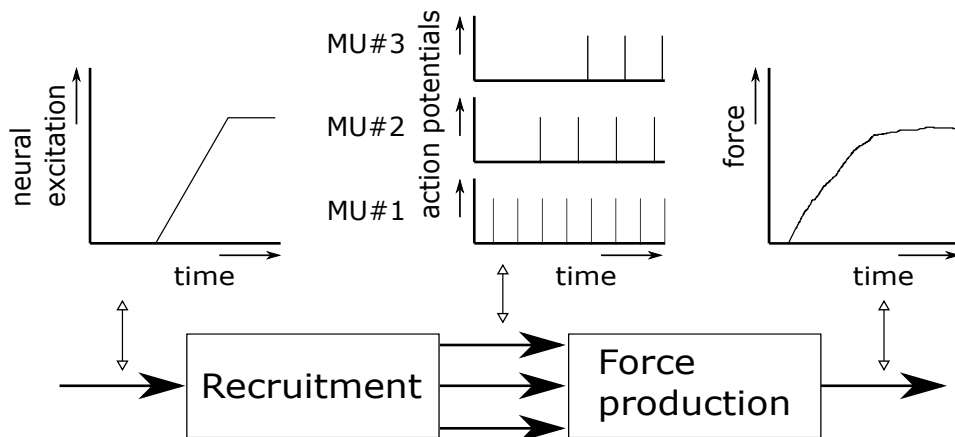 neural
excitation
time
MU#3
MU#2
MU#1
action potentials
time
force
time
Recruitment
Force
production